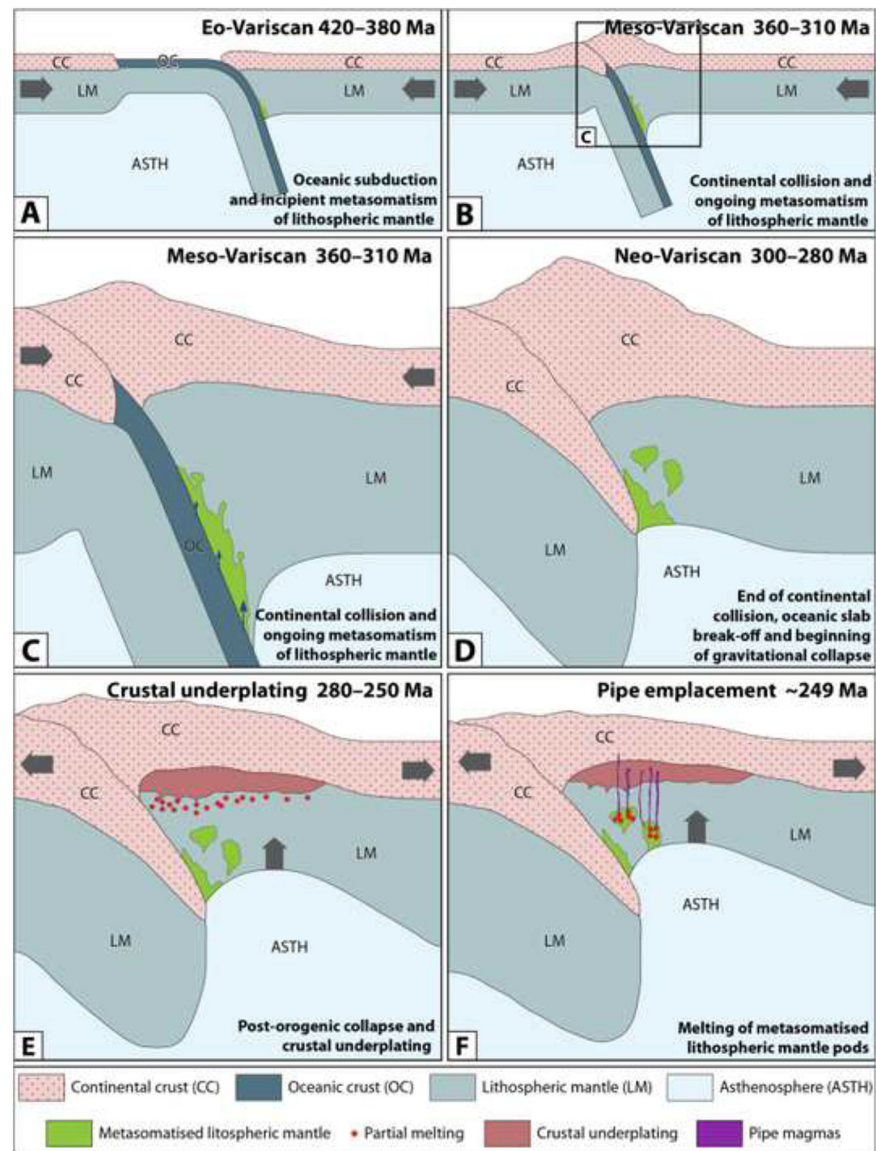 Eo-Variscan 420–380 Ma
CC
OC
CC
LM
LM
ASTH
Oceanic subduction
and incipient metasomatism
of lithospheric mantle
A
Meso-Variscan 360–310 Ma
CC
CC
LM
LM
C
ASTH
ASTH
Continental collision and
ongoing metasomatism
of lithospheric mantle
B
Meso-Variscan 360–310 Ma
CC
CC
LM
LM
OC
ASTH
Continental collision and
ongoing metasomatism
of lithospheric mantle
C
Neo-Variscan 300–280 Ma
CC
CC
LM
LM
ASTH
End of continental
collision, oceanic slab
break-off and beginning
of gravitational collapse
D
Crustal underplating 280–250 Ma
CC
CC
LM
LM
ASTH
Post-orogenic collapse and
crustal underplating
E
Pipe emplacement ~249 Ma
CC
CC
LM
ASTH
LM
Melting of metasomatised
lithospheric mantle pods
F
Continental crust (CC)
Oceanic crust (OC)
Lithospheric mantle (LM)
Asthenosphere (ASTH)
Metasomatised litospheric mantle
Partial melting
Crustal underplating
Pipe magmas